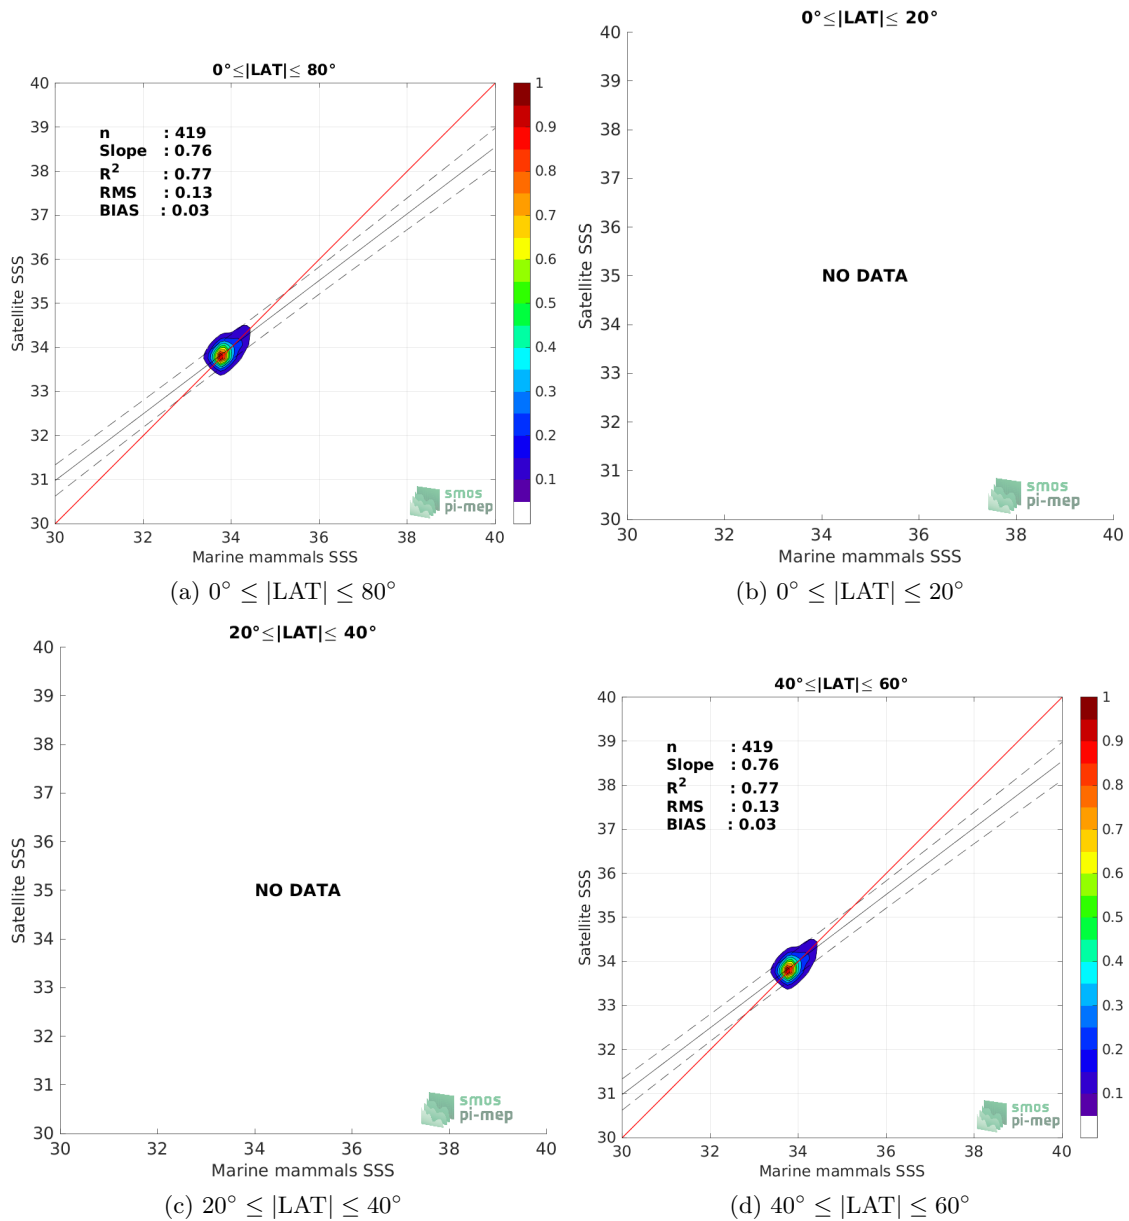 0°≤|LAT|≤ 80°
40
39
38
37
36
35
34
33
32
31
30
n : 419
Slope : 0.76
R² : 0.77
RMS : 0.13
BIAS : 0.03
Satellite SSS
smos
pi-mep
30 32 34 36 38 40
Marine mammals SSS
1
0.9
0.8
0.7
0.6
0.5
0.4
0.3
0.2
0.1
(a) 0° ≤ |LAT| ≤ 80°
0°≤|LAT|≤ 20°
40
39
38
37
36
35
34
33
32
31
30
Satellite SSS
NO DATA
smos
pi-mep
30 32 34 36 38 40
Marine mammals SSS
(b) 0° ≤ |LAT| ≤ 20°
20°≤|LAT|≤ 40°
40
39
38
37
36
35
34
33
32
31
30
Satellite SSS
NO DATA
smos
pi-mep
30 32 34 36 38 40
Marine mammals SSS
(c) 20° ≤ |LAT| ≤ 40°
40°≤|LAT|≤ 60°
40
39
38
37
36
35
34
33
32
31
30
n : 419
Slope : 0.76
R² : 0.77
RMS : 0.13
BIAS : 0.03
Satellite SSS
smos
pi-mep
30 32 34 36 38 40
Marine mammals SSS
1
0.9
0.8
0.7
0.6
0.5
0.4
0.3
0.2
0.1
(d) 40° ≤ |LAT| ≤ 60°